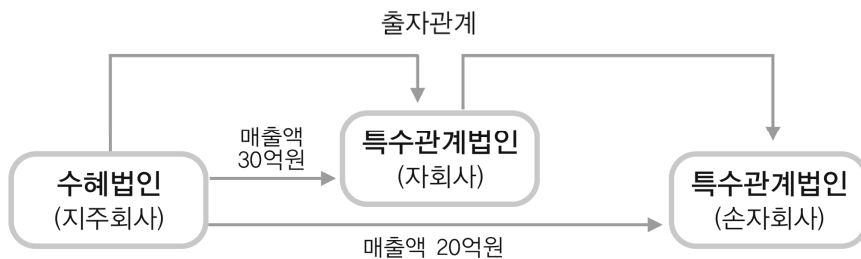 출자관계
매출액
30억원
특수관계법인
(자회사)
수혜법인
(지주회사)
특수관계법인
(손자회사)
매출액 20억원